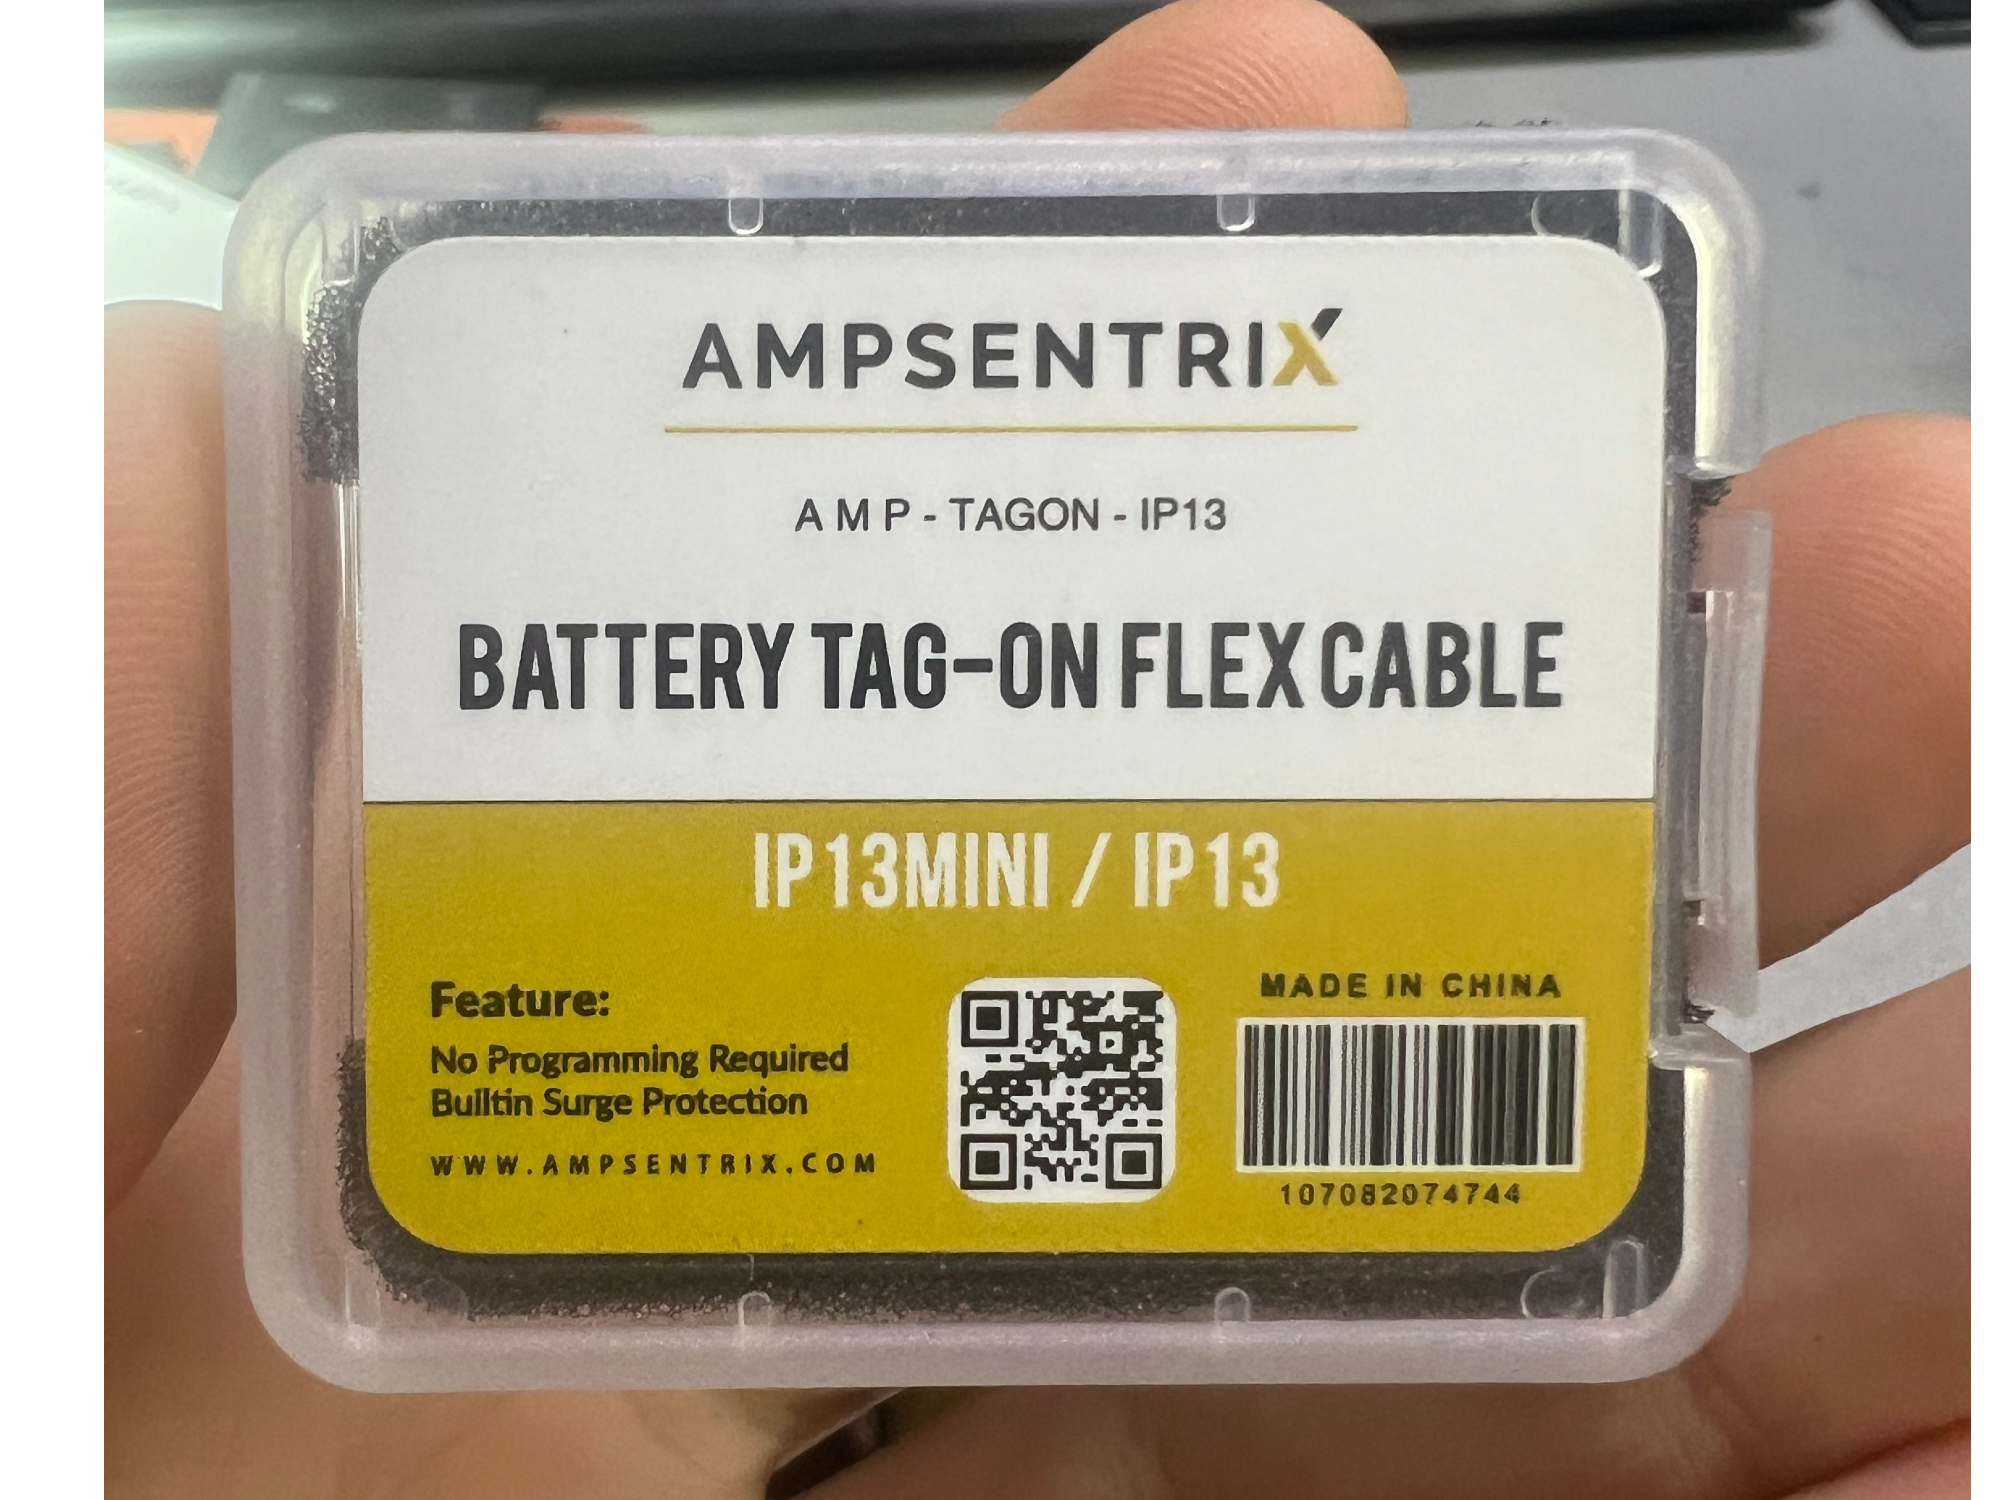 AMPSENTRIX
AMP-TAGON-IP13
BATTERY TAG-ON FLEX CABLE
IP13MINI / IP13
Feature:
No Programming Required
Builtin Surge Protection
WWW.AMPSENTRIX.COM
MADE IN CHINA
107082074744